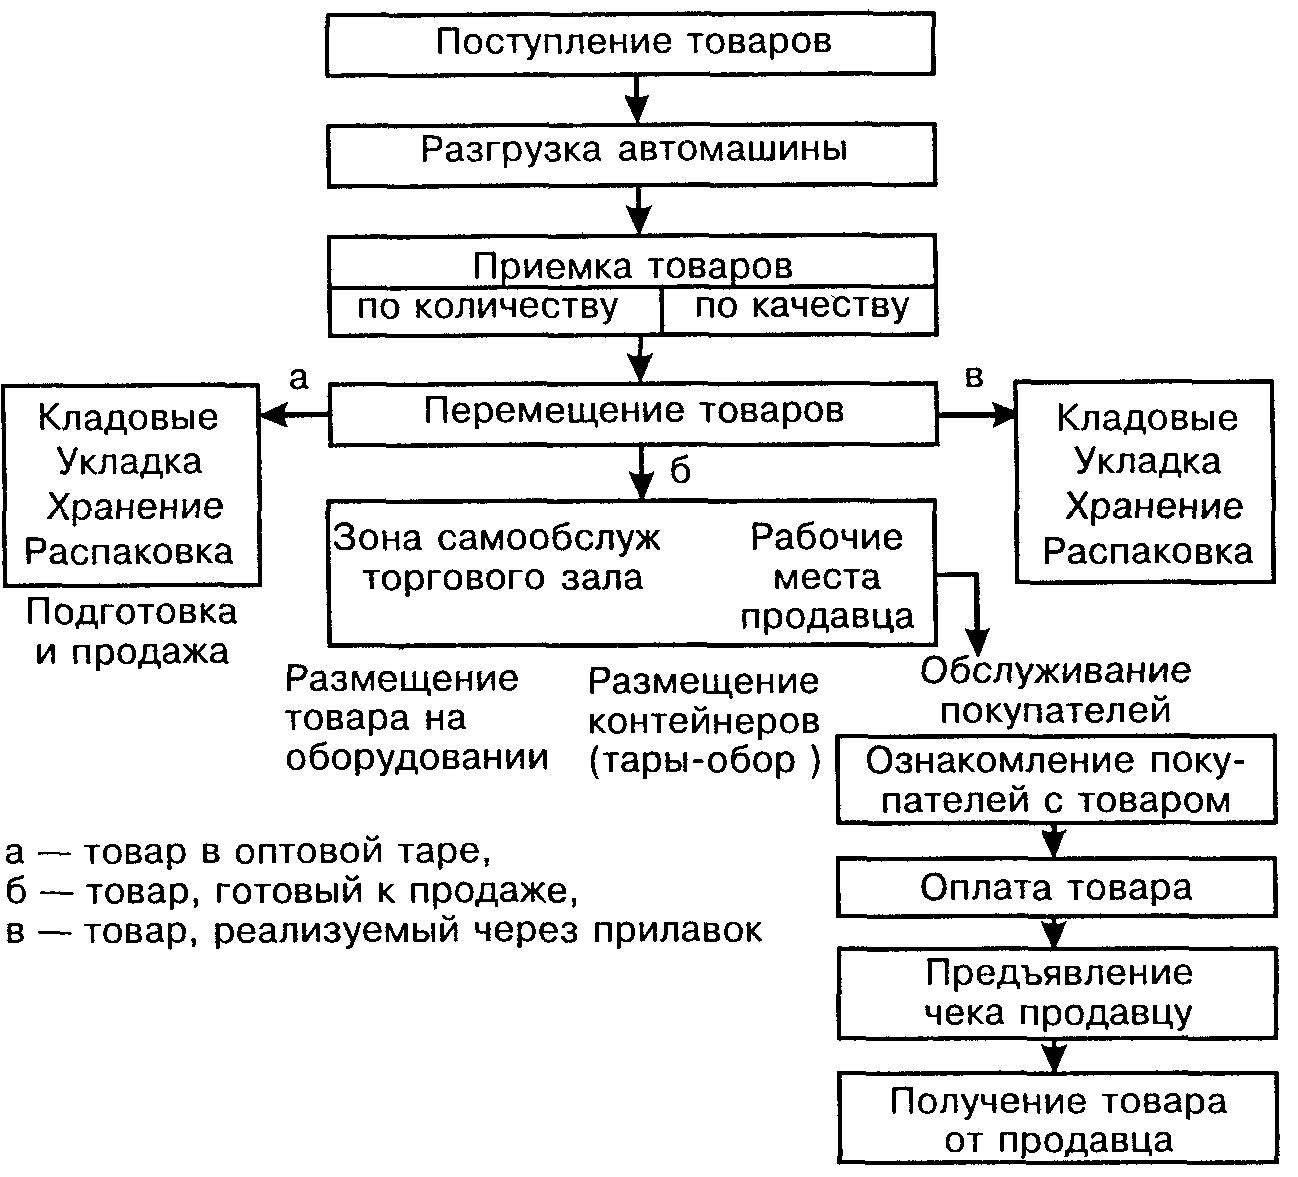 Поступление товаров
Разгрузка автомашины
Приемка товаров
по количеству
по качеству
а
Перемещение товаров
в
Кладовые
Укладка
Хранение
Распаковка
Подготовка
и продажа
б
Зона самообслуж
торгового зала
Рабочие
места
продавца
Кладовые
Укладка
Хранение
Распаковка
Размещение
товара на
оборудовании
Размещение
контейнеров
(тары-обор )
Обслуживание
покупателей
Ознакомление поку-
пателей с товаром
Оплата товара
Предъявление
чека продавцу
Получение товара
от продавца
а — товар в оптовой таре,
б — товар, готовый к продаже,
в — товар, реализуемый через прилавок